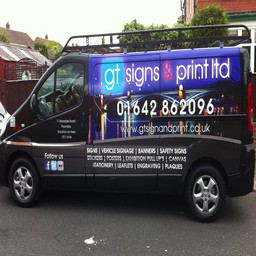 gt signs & print ltd
01642 862096
www.gtsignandprint.co.uk
Follow us
SIGNS | VEHICLE SIGNAGE | BANNERS | SAFETY SIGNS
STICKERS | POSTERS | EXHIBITION PULL UP'S | CANVAS
STATIONERY | LEAFLETS | ENGRAVING | PLAQUES